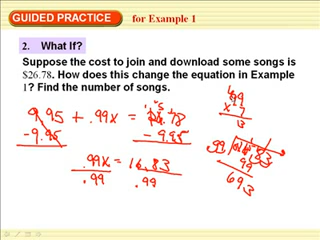 GUIDED PRACTICE for Example 1
2. What If?
Suppose the cost to join and download some songs is
$26.78. How does this change the equation in Example
1? Find the number of songs.
9.95 + .99x =
-9.95 - 9.95
.99x = 16.83
.99 .99
.99
x 7
693